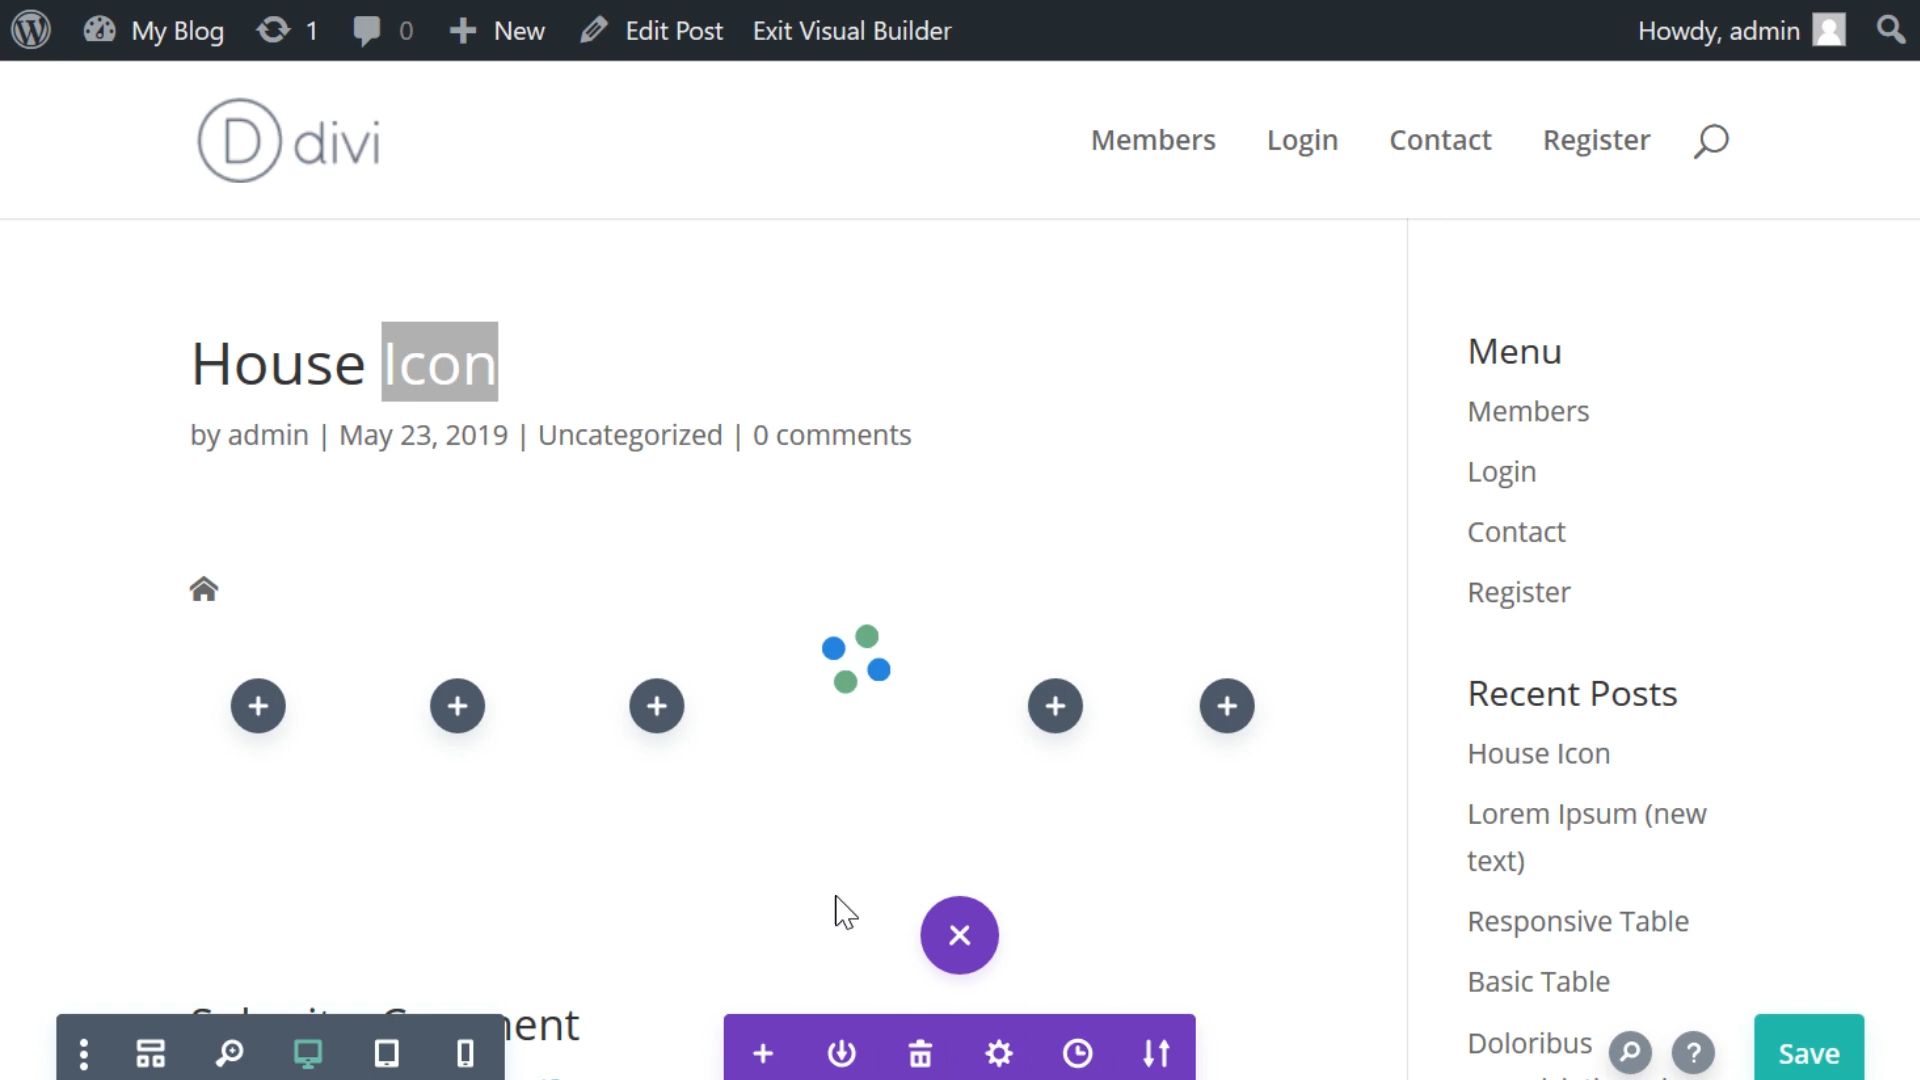 My Blog 1 0 New Edit Post Exit Visual Builder Howdy, admin
D divi
Members Login Contact Register
House Icon
by admin | May 23, 2019 | Uncategorized | 0 comments
Menu
Members
Login
Contact
Register
Recent Posts
House Icon
Lorem Ipsum (new
text)
Responsive Table
Basic Table
Doloribus
?
Save